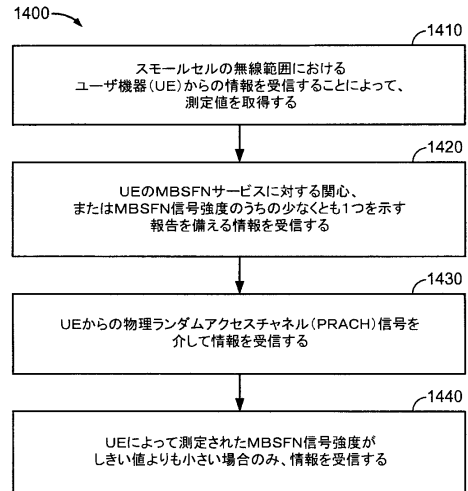 1400
1410
スモールセルの無線範囲における
ユーザ機器(UE)からの情報を受信することによって、
測定値を取得する
1420
UEのMBSFNサービスに対する関心、
またはMBSFN信号強度のうちの少なくとも1つを示す
報告を備える情報を受信する
1430
UEからの物理ランダムアクセスチャネル(PRACH)信号を
介して情報を受信する
1440
UEによって測定されたMBSFN信号強度が
しきい値よりも小さい場合のみ、情報を受信する